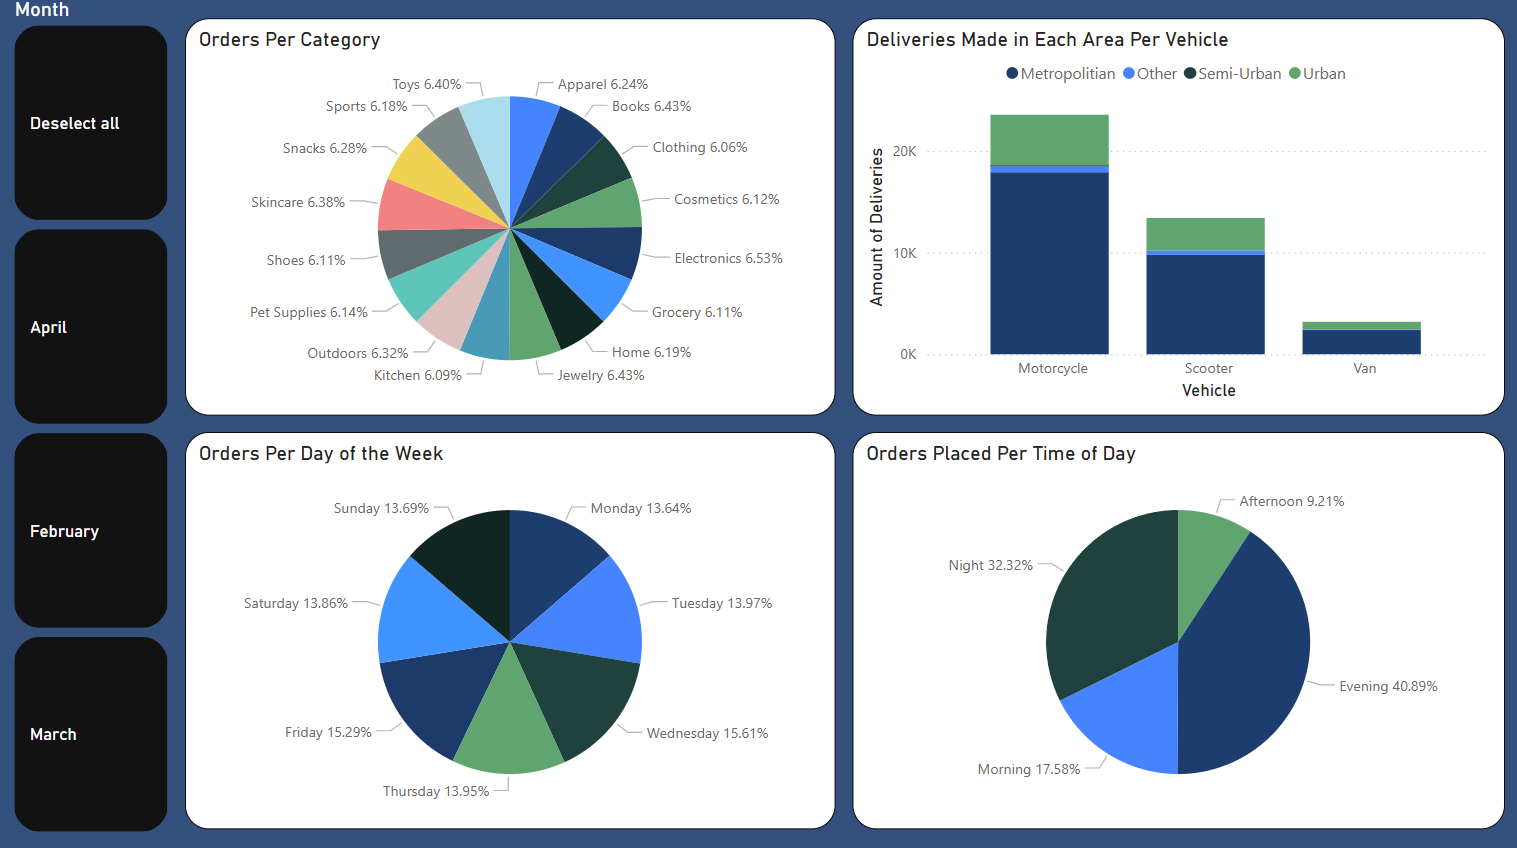 Month
Deselect all
April
February
March
Orders Per Category
Toys 6.40%
Apparel 6.24%
Sports 6.18%
Books 6.43%
Snacks 6.28%
Clothing 6.06%
Skincare 6.38%
Cosmetics 6.12%
Shoes 6.11%
Electronics 6.53%
Pet Supplies 6.14%
Grocery 6.11%
Outdoors 6.32%
Home 6.19%
Kitchen 6.09%
Jewelry 6.43%
Deliveries Made in Each Area Per Vehicle
Metropolitian Other Semi-Urban Urban
Amount of Deliveries
20K
10K
0K
Motorcycle Scooter Van
Vehicle
Orders Per Day of the Week
Sunday 13.69%
Monday 13.64%
Saturday 13.86%
Tuesday 13.97%
Friday 15.29%
Wednesday 15.61%
Thursday 13.95%
Orders Placed Per Time of Day
Afternoon 9.21%
Night 32.32%
Evening 40.89%
Morning 17.58%